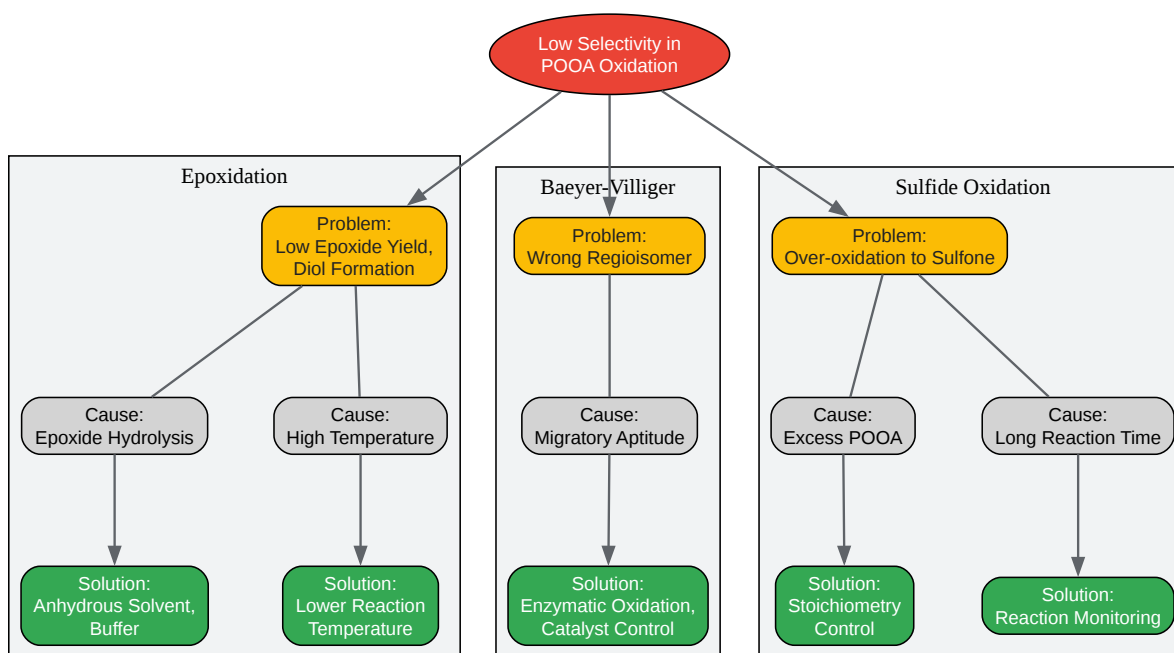 Low Selectivity in
POOA Oxidation
Epoxidation
Baeyer-Villiger
Sulfide Oxidation
Problem:
Low Epoxide Yield,
Diol Formation
Problem:
Wrong Regioisomer
Problem:
Over-oxidation to Sulfone
Cause:
Epoxide Hydrolysis
Cause:
High Temperature
Cause:
Migratory Aptitude
Cause:
Excess POOA
Cause:
Long Reaction Time
Solution:
Anhydrous Solvent,
Buffer
Solution:
Lower Reaction
Temperature
Solution:
Enzymatic Oxidation,
Catalyst Control
Solution:
Stoichiometry
Control
Solution:
Reaction Monitoring